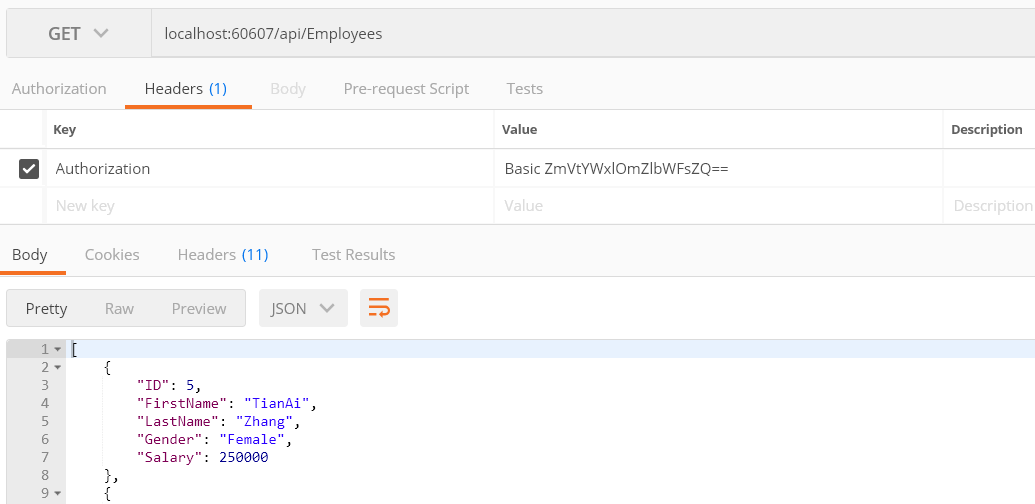 GET localhost:60607/api/Employees
Authorization Headers (1) Body Pre-request Script Tests
Key Value Description
Authorization Basic ZmVtYWxlOmZlbWFsZQ==
New key Value Description
Body Cookies Headers (11) Test Results
Pretty Raw Preview JSON
1 [
2 {
3 "ID": 5,
4 "FirstName": "TianAi",
5 "LastName": "Zhang",
6 "Gender": "Female",
7 "Salary": 250000
8 },
9 {